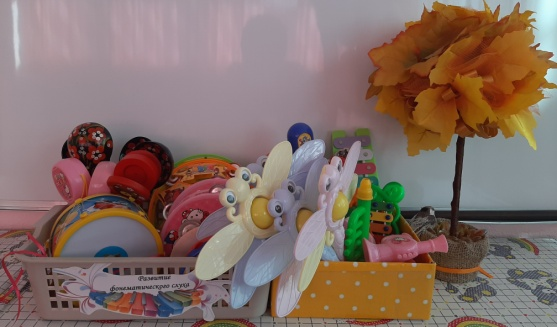 Развитие
фонематического слуха